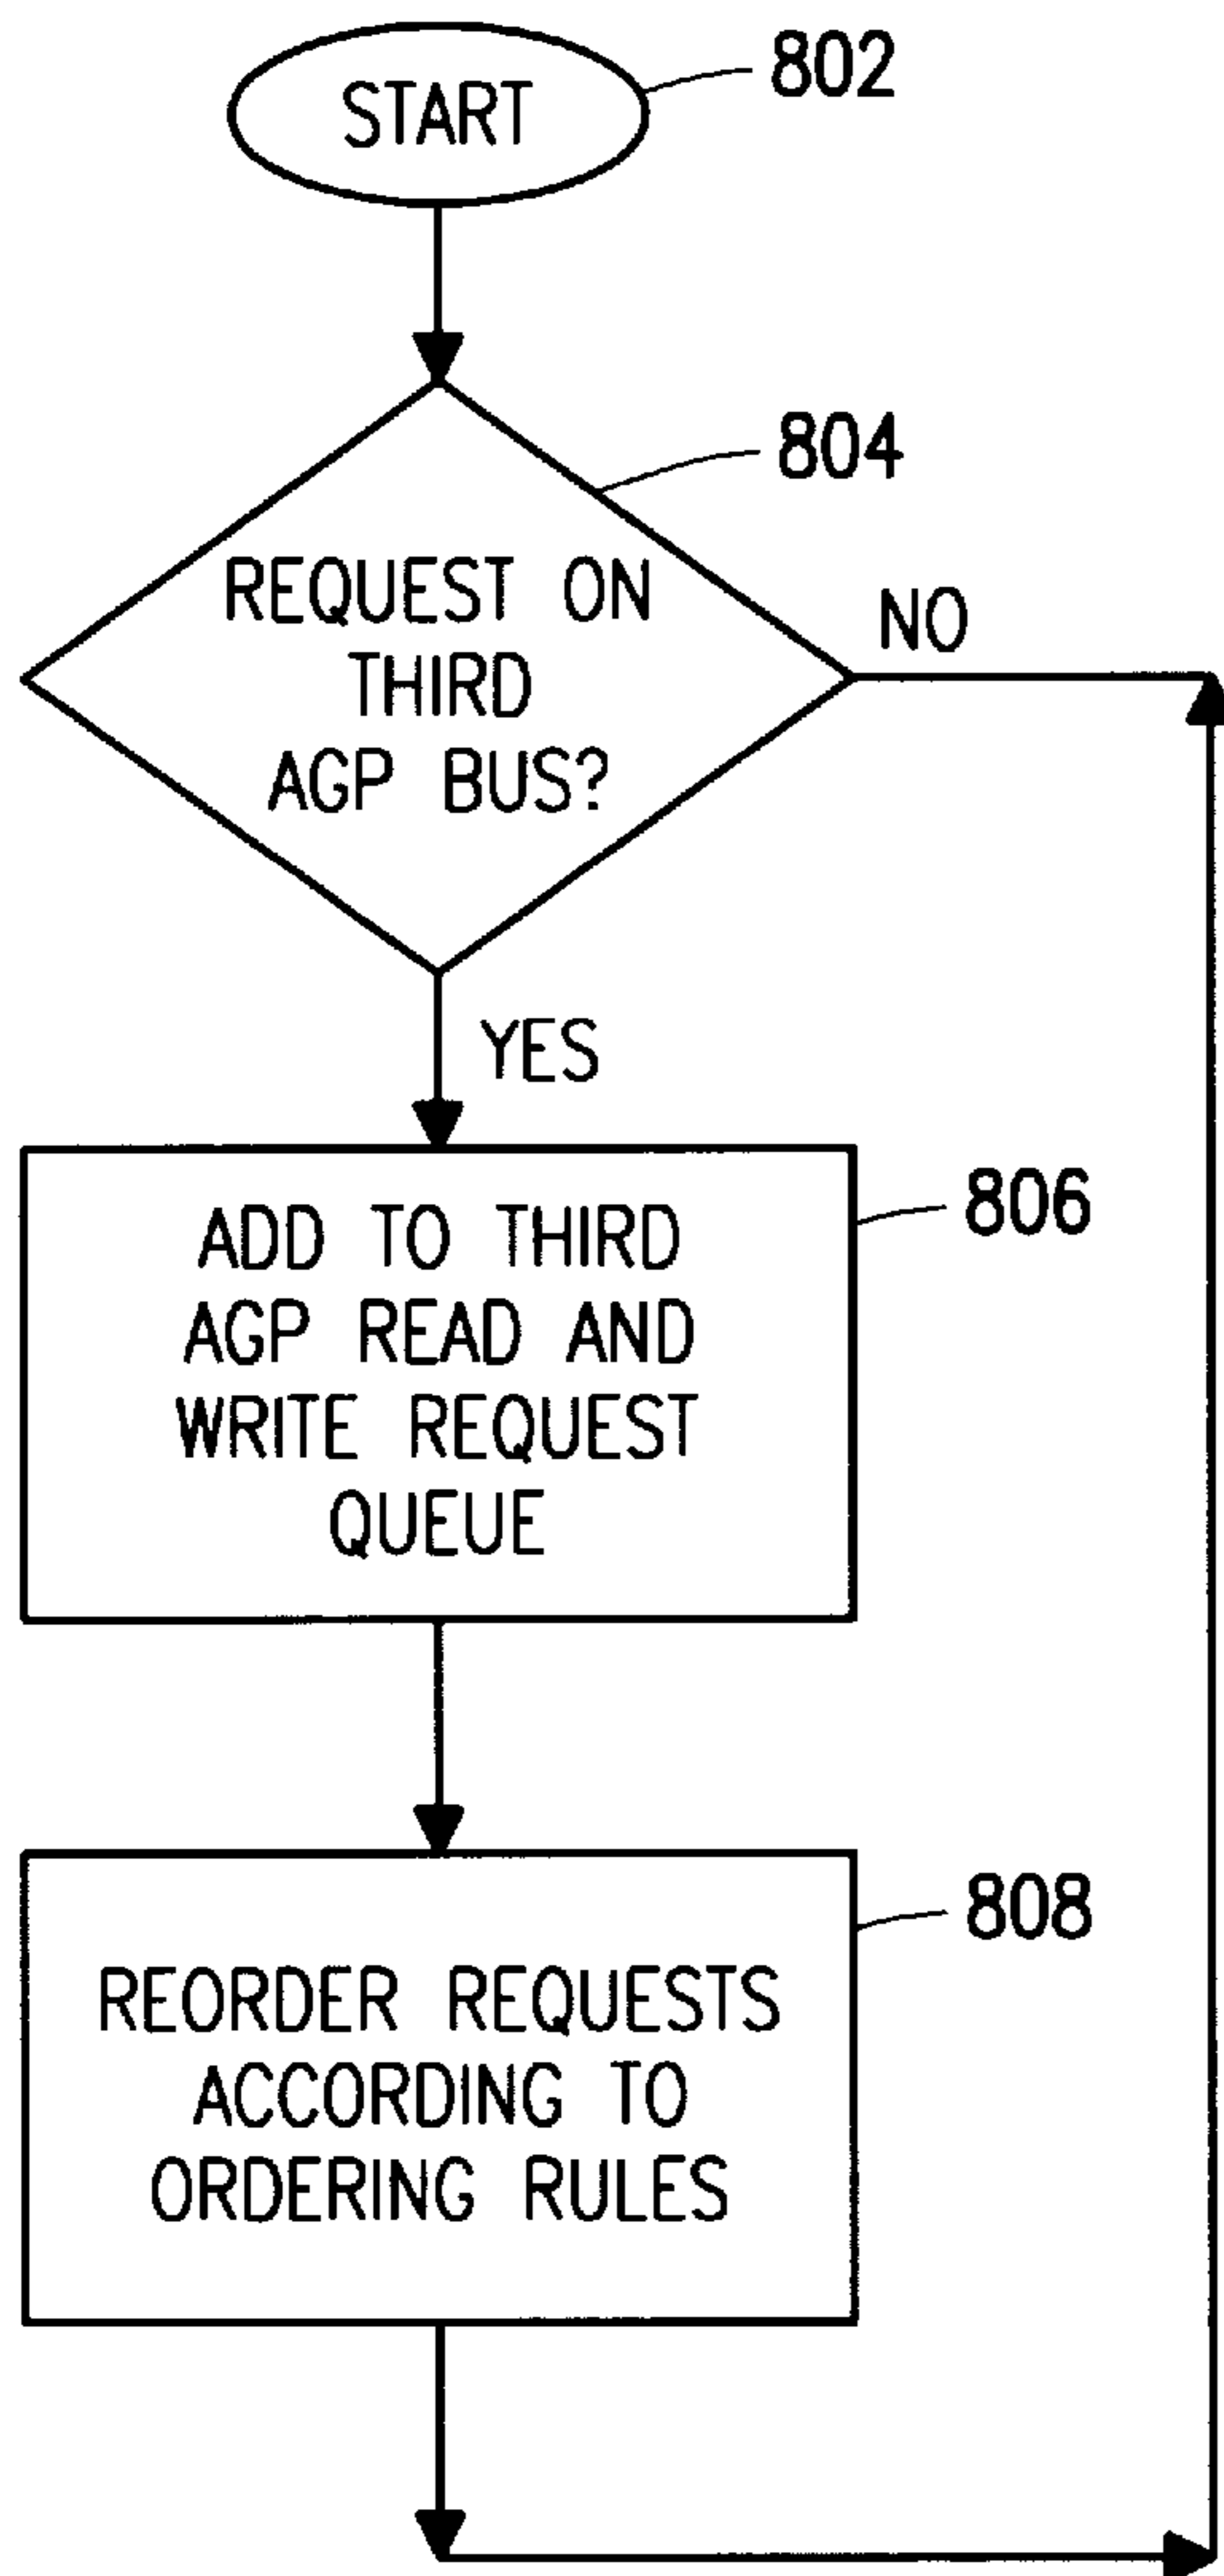 START
802
804
REQUEST ON
THIRD
AGP BUS?
NO
YES
806
ADD TO THIRD
AGP READ AND
WRITE REQUEST
QUEUE
808
REORDER REQUESTS
ACCORDING TO
ORDERING RULES